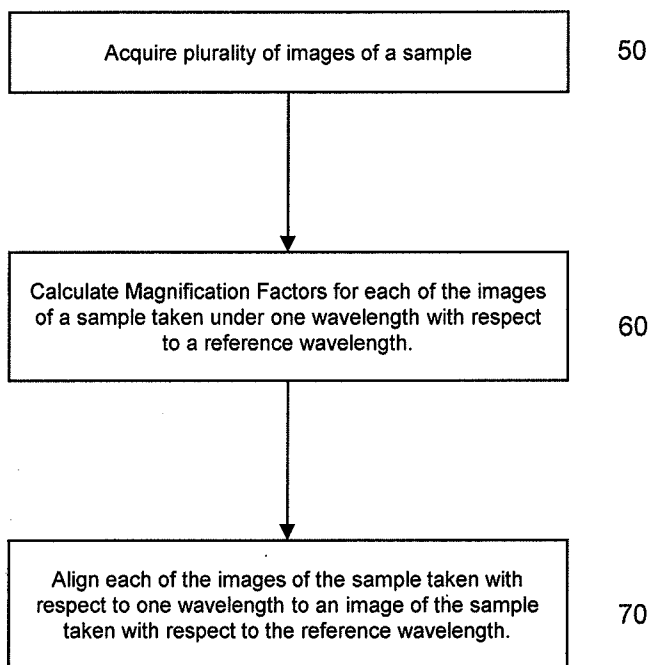 Acquire plurality of images of a sample
50
Calculate Magnification Factors for each of the images
of a sample taken under one wavelength with respect
to a reference wavelength.
60
Align each of the images of the sample taken with
respect to one wavelength to an image of the sample
taken with respect to the reference wavelength.
70